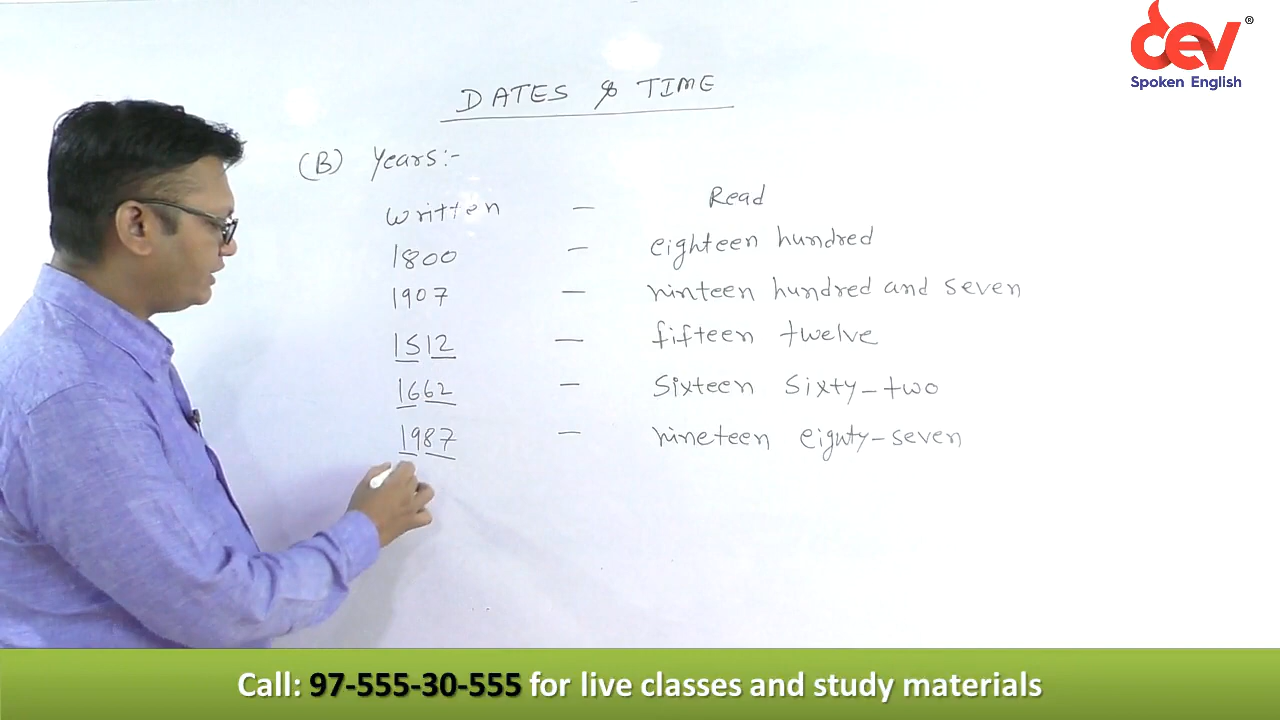 dev®
Spoken English
DATES & TIME
(B) Years:-
Written - Read
1800 - eighteen hundred
1907 - ninteen hundred and seven
1512 - fifteen twelve
1662 - Sixteen Sixty-two
1987 - nineteen eighty-seven
Call: 97-555-30-555 for live classes and study materials